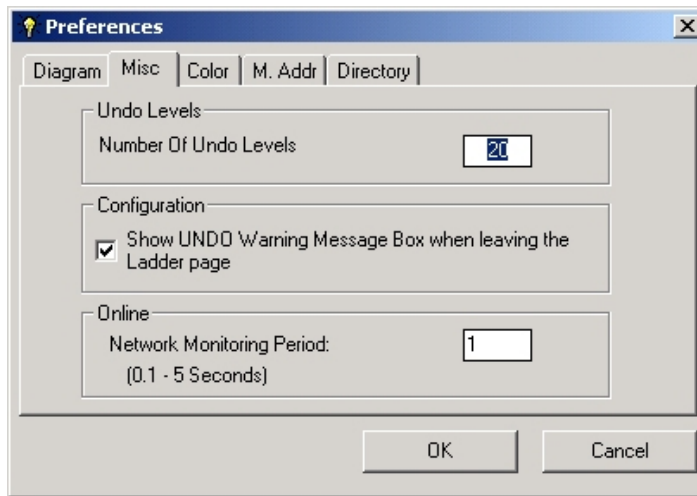 Preferences
Diagram Misc Color M. Addr Directory
Undo Levels
Number Of Undo Levels 20
Configuration
Show UNDO Warning Message Box when leaving the
Ladder page
Online
Network Monitoring Period: 1
(0.1 - 5 Seconds)
OK Cancel